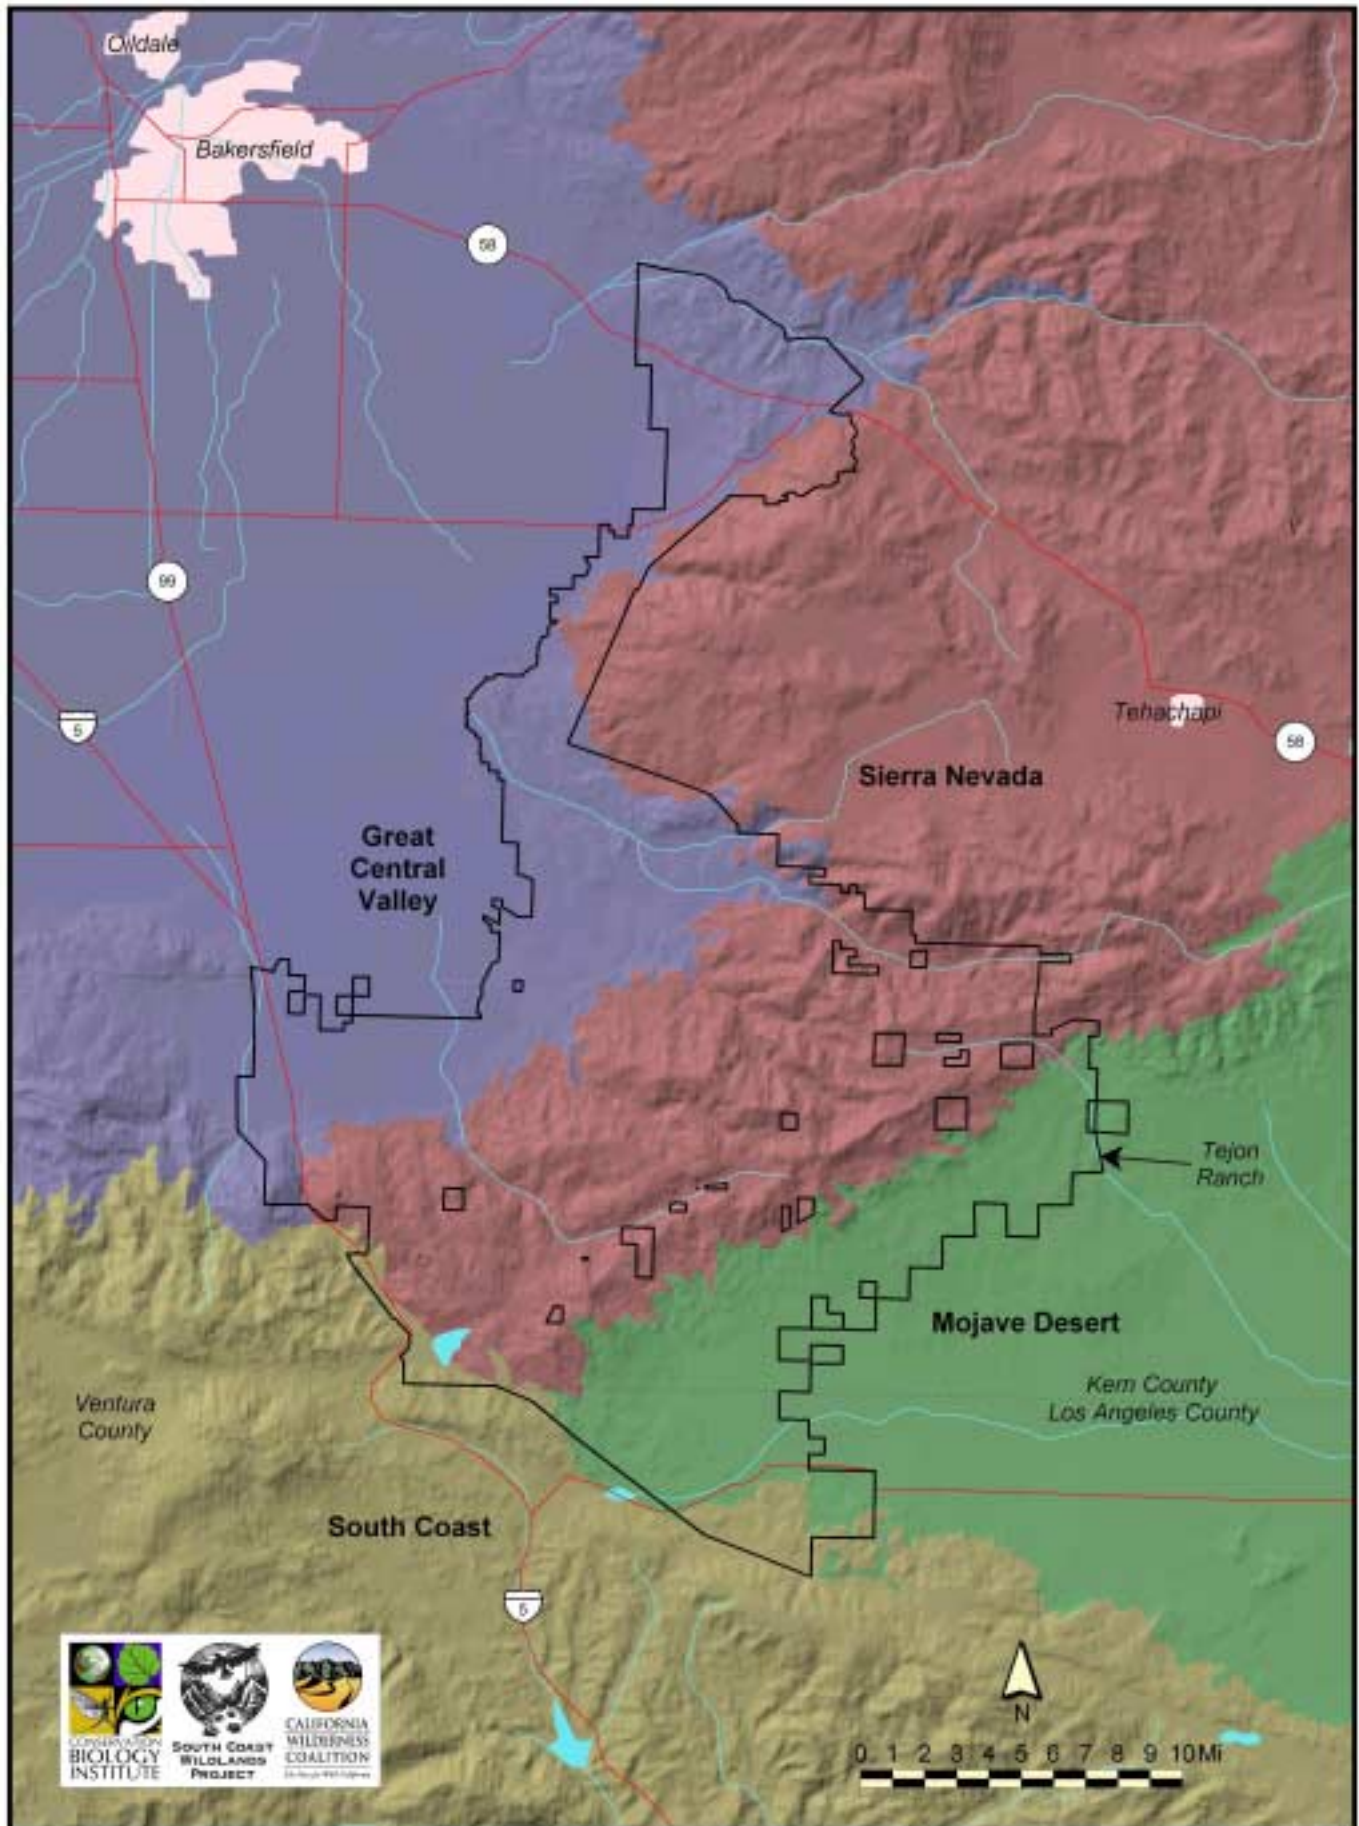 Oildale
Bakersfield
58
99
5
Tehachapi
58
Sierra Nevada
Great
Central
Valley
Tejon
Ranch
Mojave Desert
Ventura
County
Kern County
Los Angeles County
South Coast
5
N
0 1 2 3 4 5 6 7 8 9 10Mi
CONSERVATION
BIOLOGY
INSTITUTE
SOUTH COAST
WILDLANDS
PROJECT
CALIFORNIA
WILDERNESS
COALITION